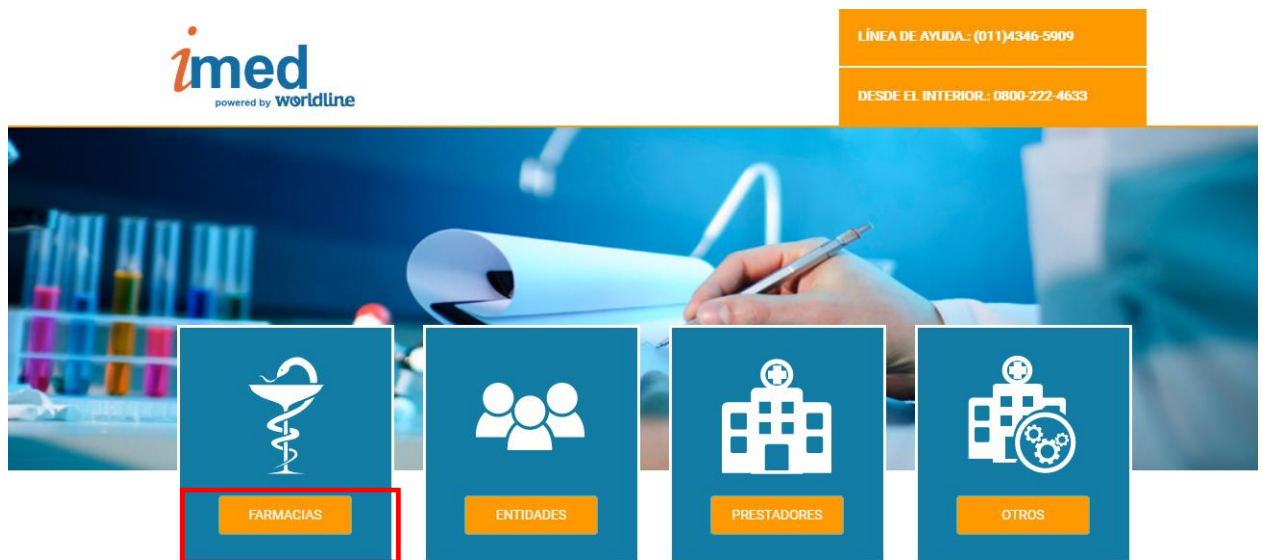 imed
powered by worldline
LÍNEA DE AYUDA.: (011)4346-5909
DESDE EL INTERIOR.: 0800-222-4633
FARMACIAS
ENTIDADES
PRESTADORES
OTROS